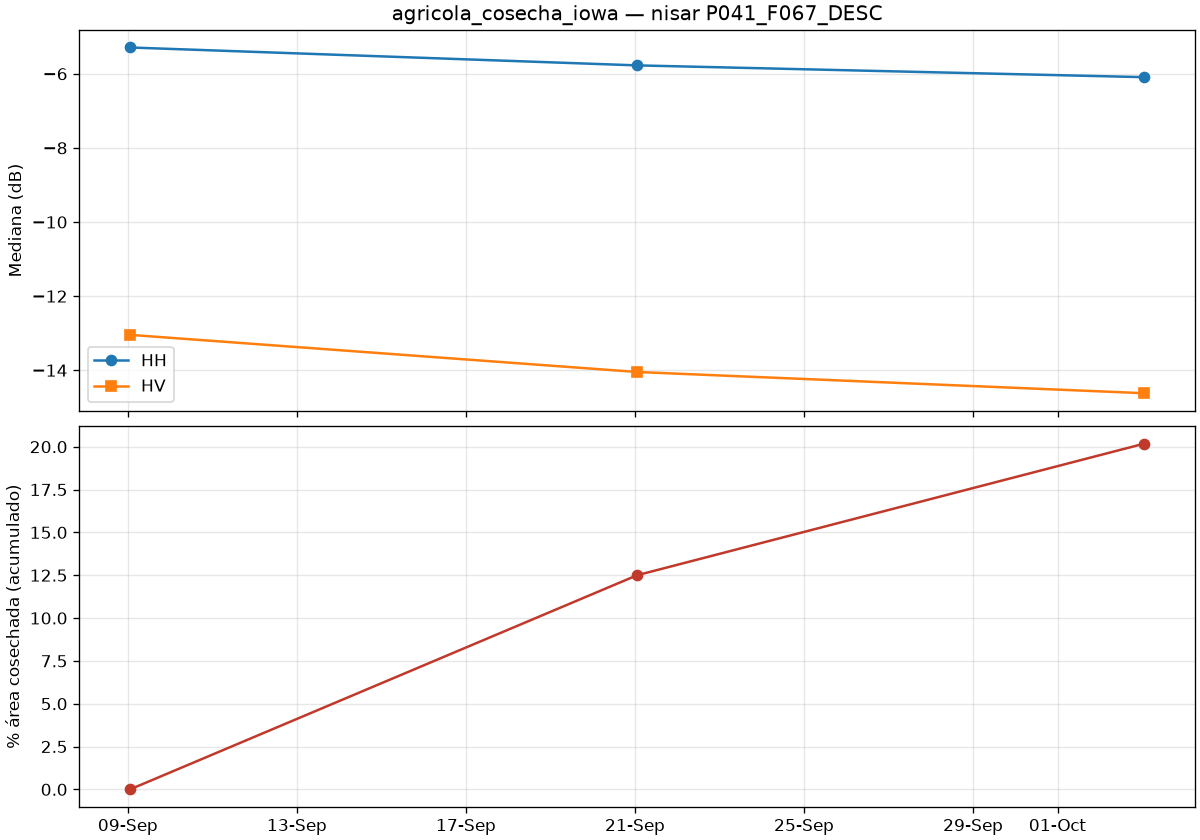 agricola_cosecha_iowa — nisar P041_F067_DESC
Mediana (dB)
−6
−8
−10
−12
−14
HH
HV
% área cosechada (acumulado)
20.0
17.5
15.0
12.5
10.0
7.5
5.0
2.5
0.0
09-Sep 13-Sep 17-Sep 21-Sep 25-Sep 29-Sep 01-Oct